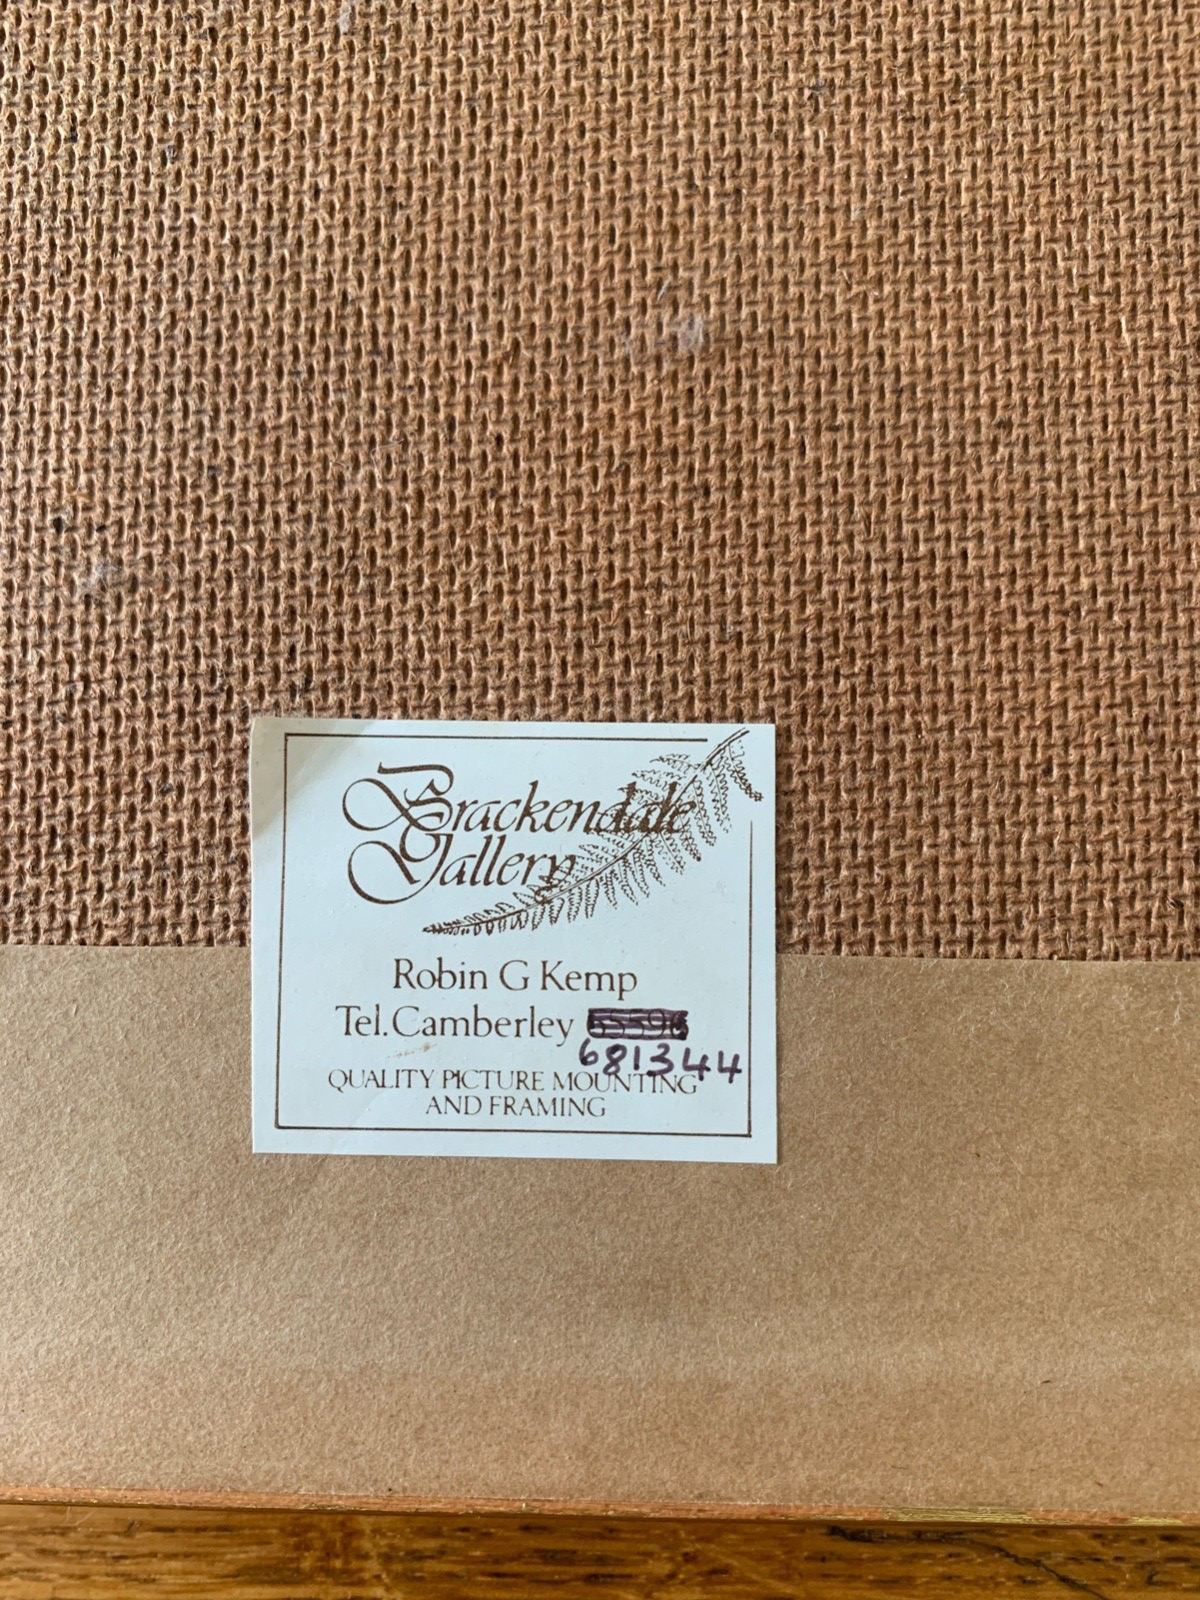 Brackendale
Gallery
Robin G Kemp
Tel. Camberley
681344
QUALITY PICTURE MOUNTING
AND FRAMING